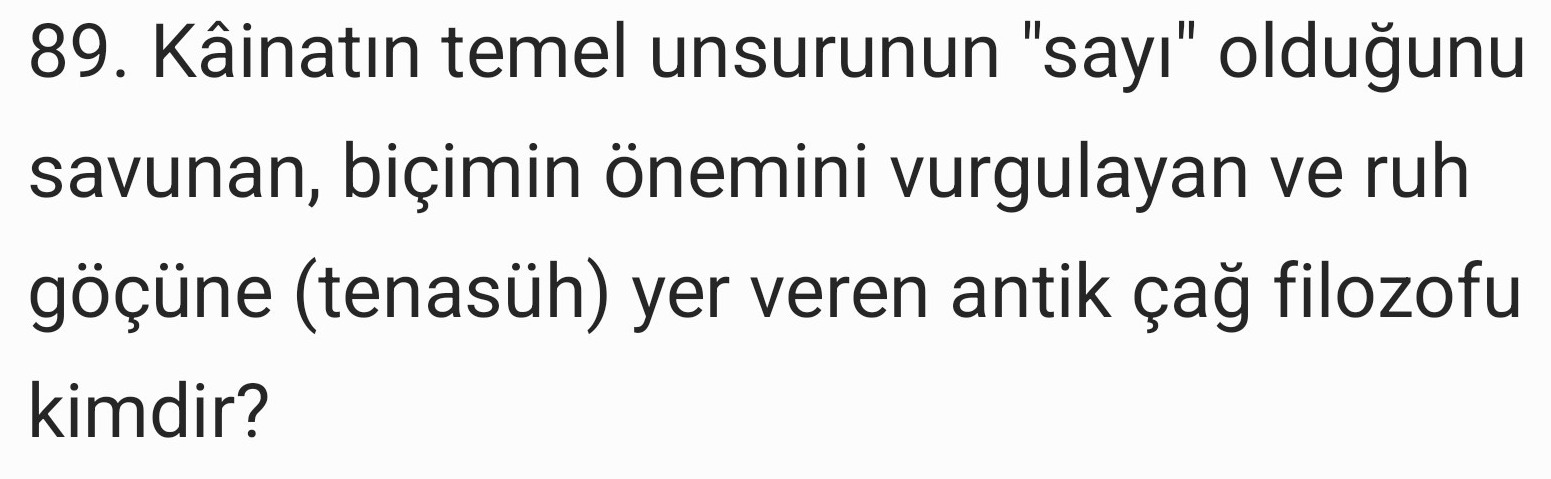 89. Kâinatın temel unsurunun "sayı" olduğunu
savunan, biçimin önemini vurgulayan ve ruh
göçüne (tenasüh) yer veren antik çağ filozofu
kimdir?